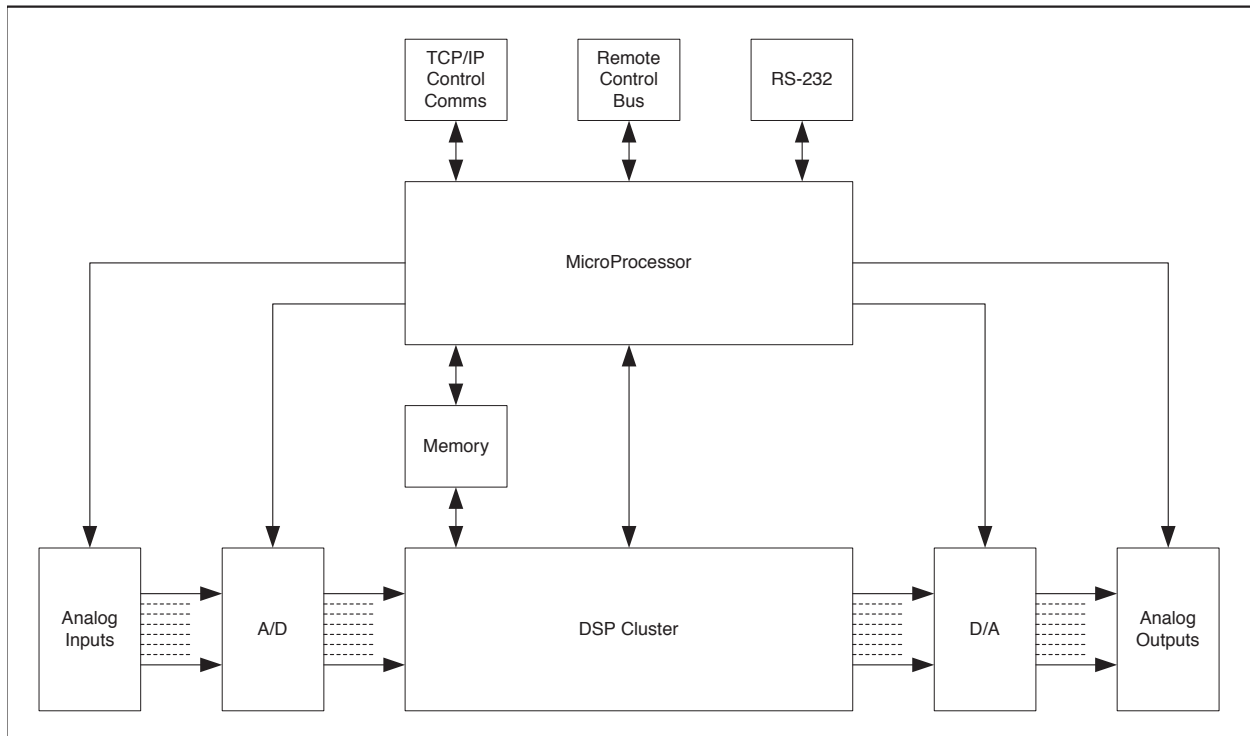 TCP/IP
Control
Comms
Remote
Control
Bus
RS-232
MicroProcessor
Memory
Analog
Inputs
A/D
DSP Cluster
D/A
Analog
Outputs